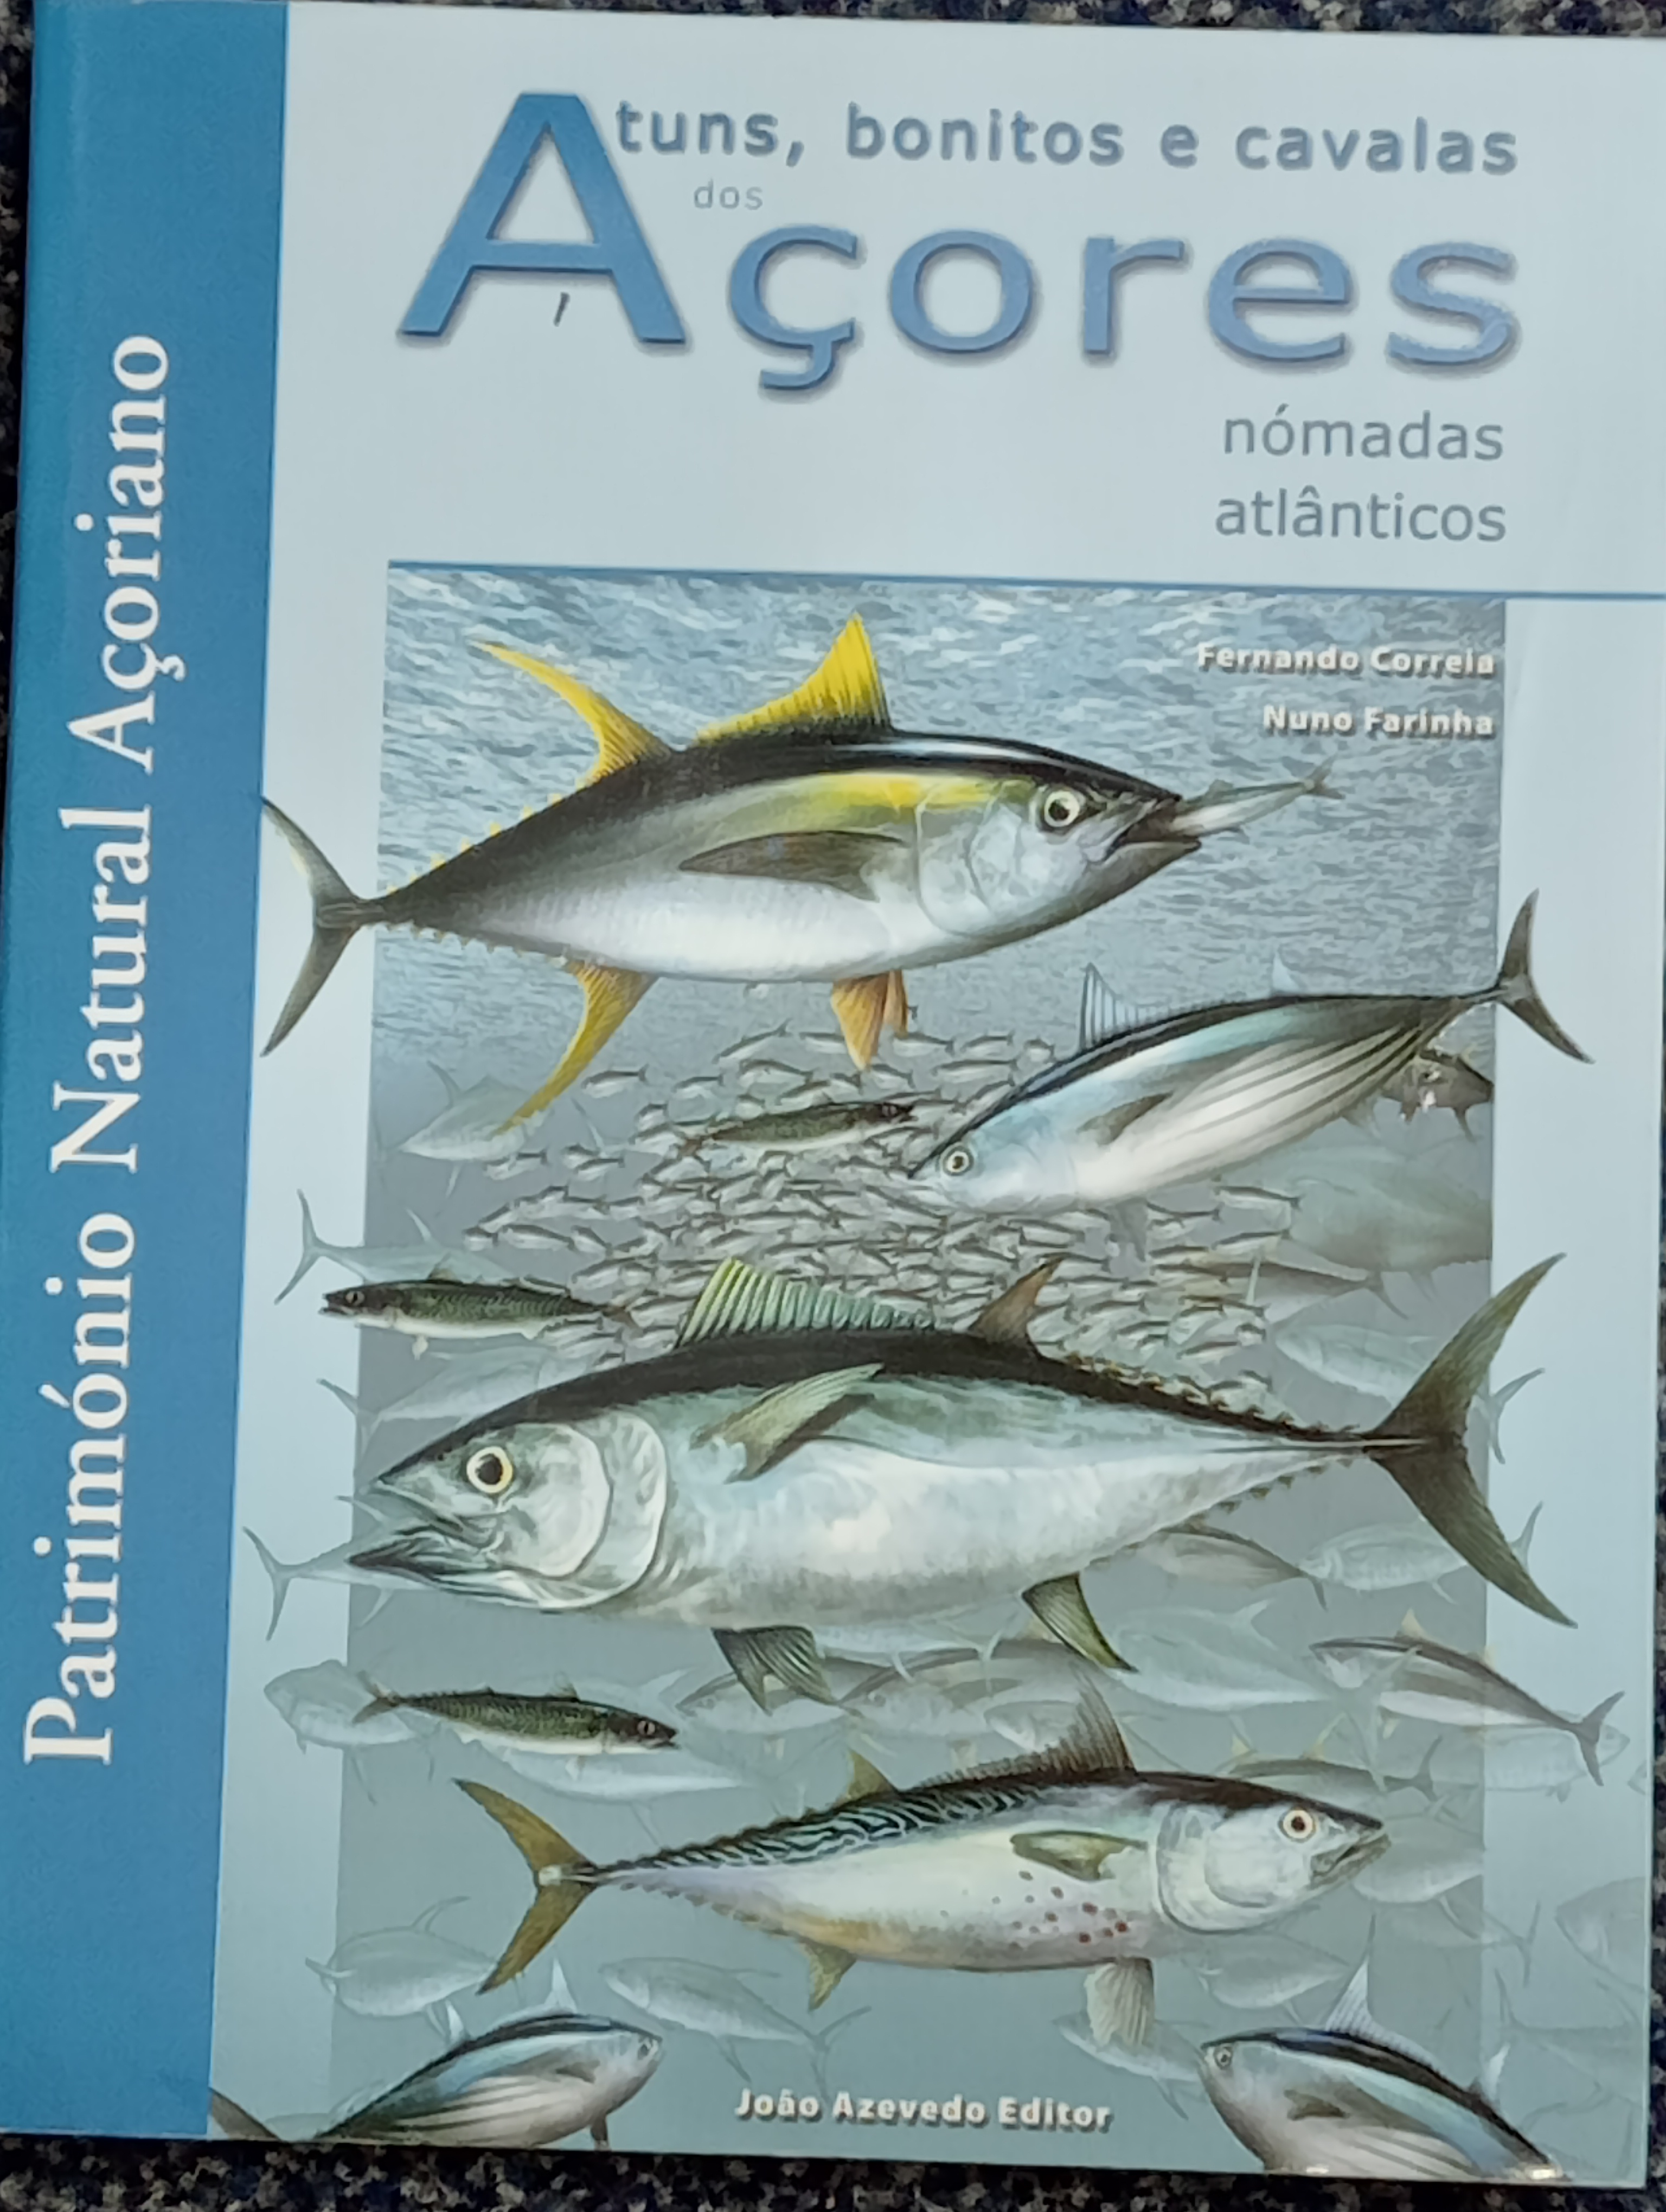 Atuns, bonitos e cavalas
dos
Açores
nómadas
atlânticos
Fernando Correia
Nuno Farinha
Património Natural Açoriano
João Azevedo Editor